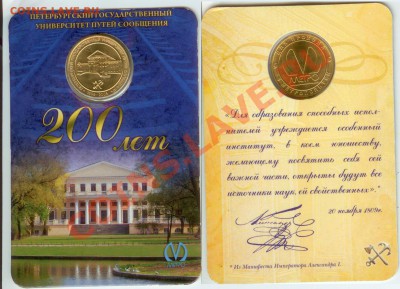 ПЕТЕРБУРГСКИЙ ГОСУДАРСТВЕННЫЙ
УНИВЕРСИТЕТ ПУТЕЙ СООБЩЕНИЯ
200 лет
„Для образования способных испол-
нителей учреждается особенный
институт, в коем юношеству,
желающему посвятить себя сей
важной части, открыты будут все
источники наук, ей свойственных".*
20 ноября 1809г.
* Из Манифеста Императора Александра I.
COINS.LAVE.RU